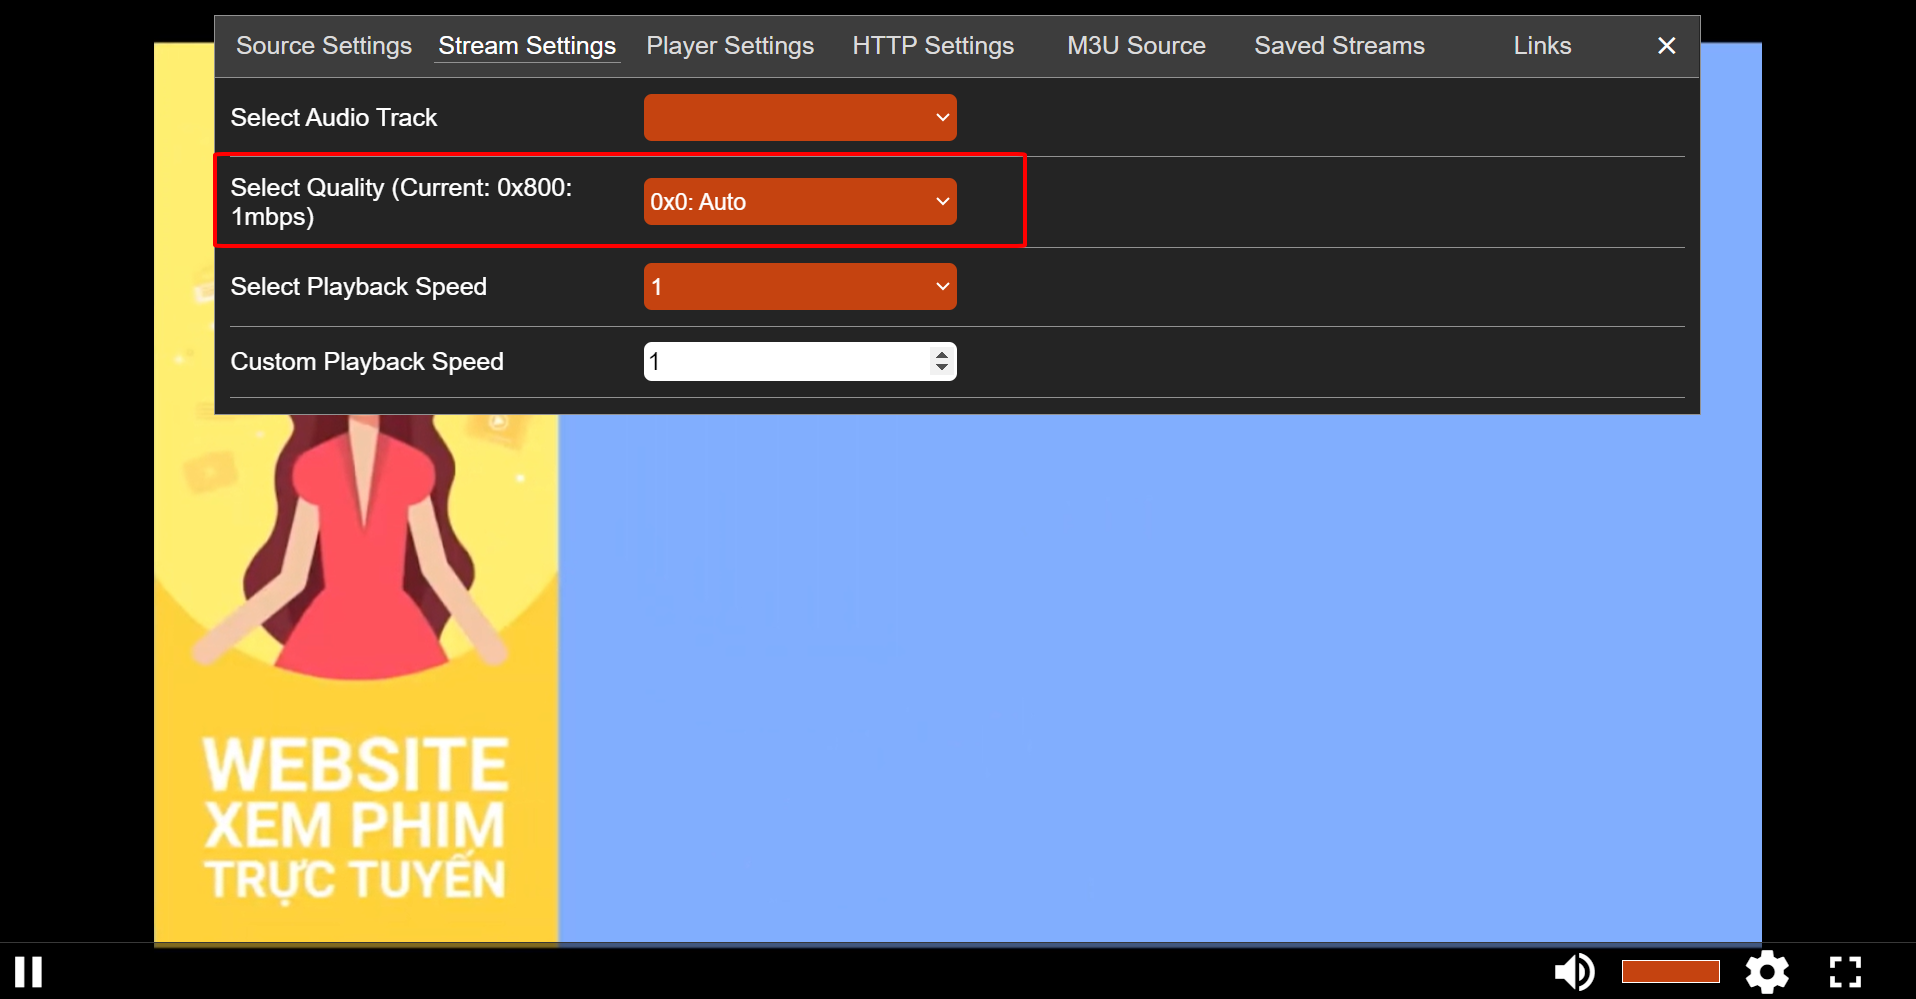 Source Settings Stream Settings Player Settings HTTP Settings M3U Source Saved Streams Links
Select Audio Track
Select Quality (Current: 0x800:
1mbps)
0x0: Auto
Select Playback Speed
1
Custom Playback Speed
1
WEBSITE
XEM PHIM
TRỰC TUYẾN